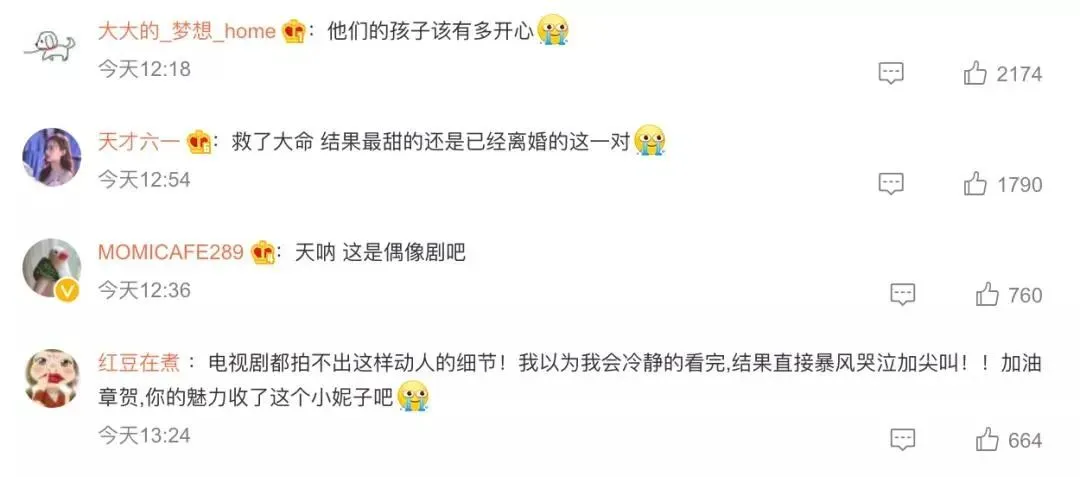 大大的_梦想_home：他们的孩子该有多开心
今天12:18
2174
天才六一：救了大命 结果最甜的还是已经离婚的这一对
今天12:54
1790
MOMICAFE289：天呐 这是偶像剧吧
今天12:36
760
红豆在煮：电视剧都拍不出这样动人的细节！我以为我会冷静的看完,结果直接暴风哭泣加尖叫！！加油
章贺,你的魅力收了这个小妮子吧
今天13:24
664